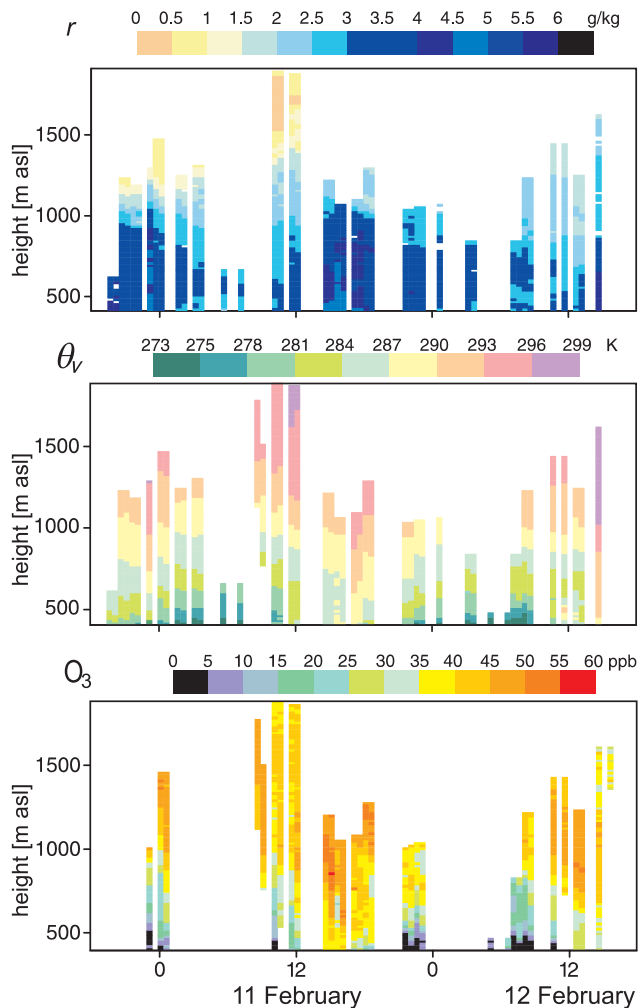 r 0 0.5 1 1.5 2 2.5 3 3.5 4 4.5 5 5.5 6 g/kg
1500
1000
500
height [m asl]
θv 273 275 278 281 284 287 290 293 296 299 K
1500
1000
500
height [m asl]
O3 0 5 10 15 20 25 30 35 40 45 50 55 60 ppb
1500
1000
500
height [m asl]
0 12 0 12
11 February 12 February